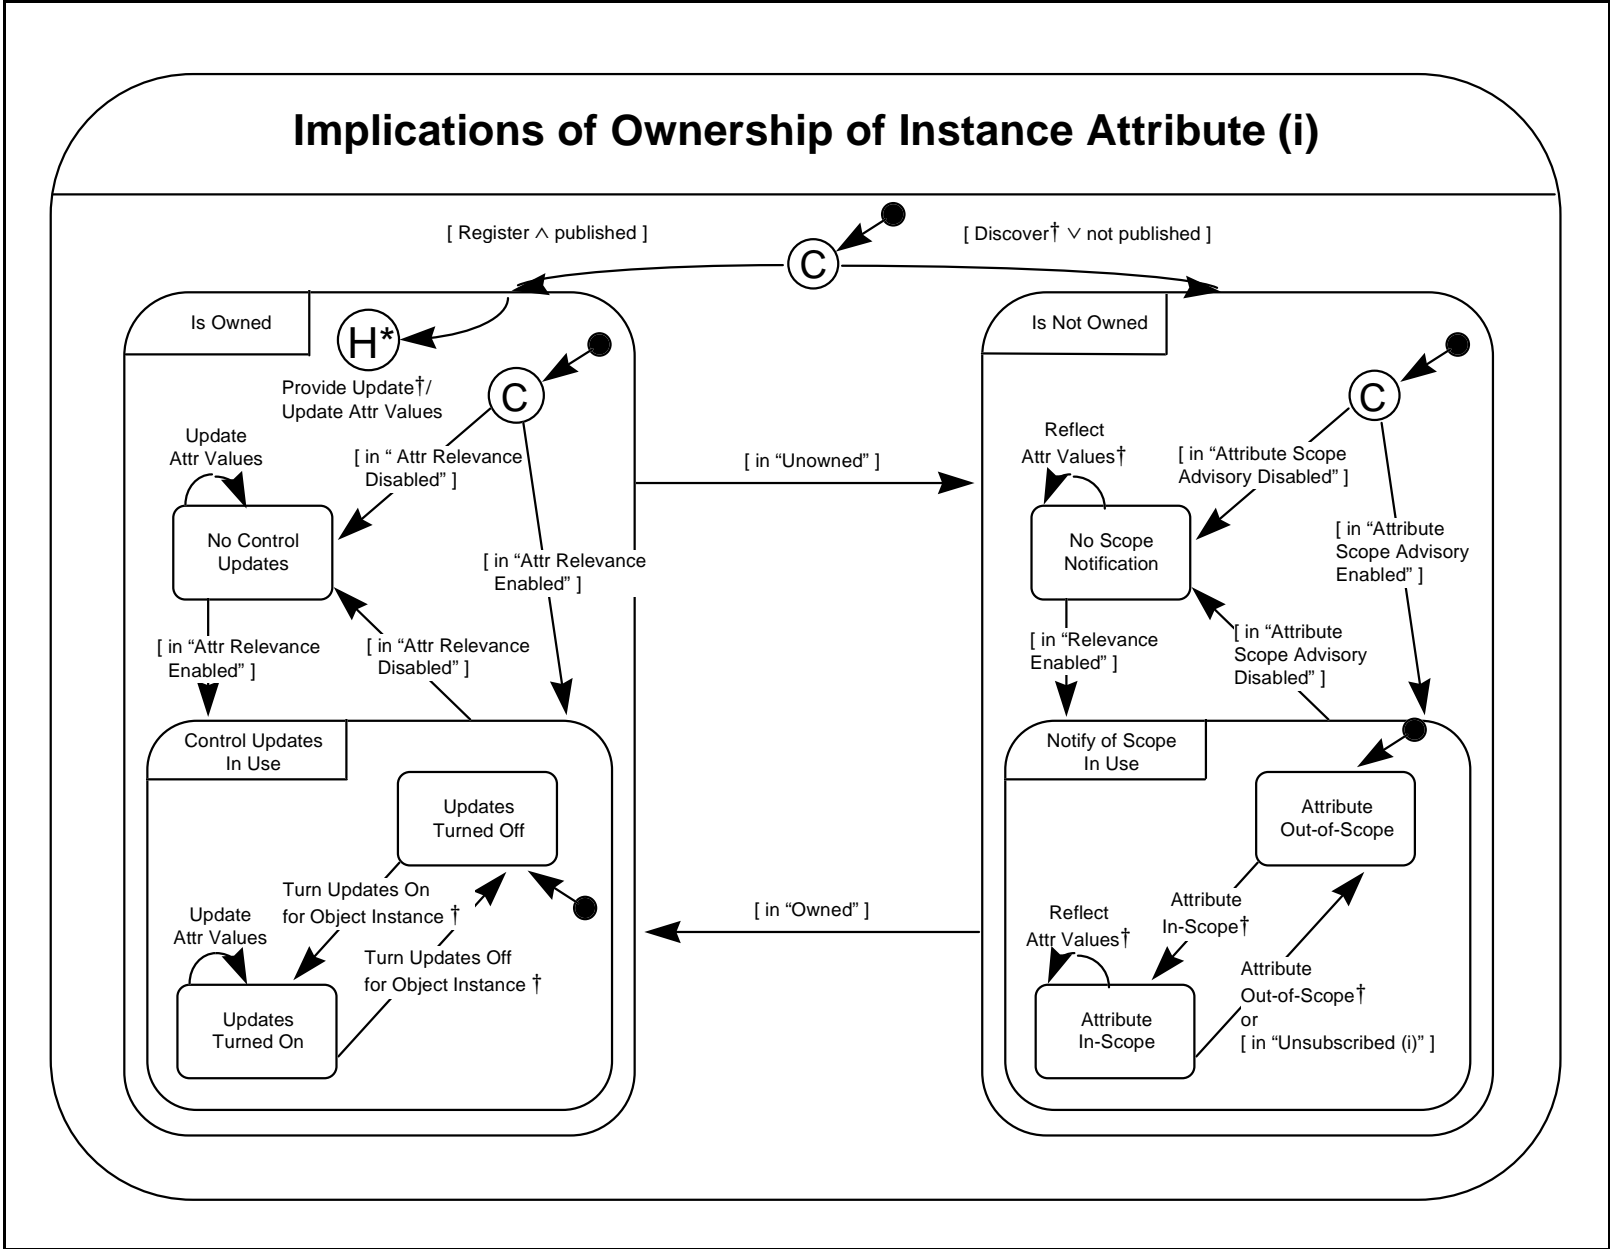 Implications of Ownership of Instance Attribute (i)
[ Register ∧ published ]
[ Discover† ∨ not published ]
C
Is Owned
H*
Provide Update†/
Update Attr Values
C
Update
Attr Values
[ in “ Attr Relevance
Disabled” ]
No Control
Updates
[ in “Attr Relevance
Enabled” ]
[ in “Attr Relevance
Enabled” ]
[ in “Attr Relevance
Disabled” ]
Control Updates
In Use
Updates
Turned Off
Turn Updates On
for Object Instance †
Update
Attr Values
Turn Updates Off
for Object Instance †
Updates
Turned On
[ in “Unowned” ]
[ in “Owned” ]
Is Not Owned
C
Reflect
Attr Values†
[ in “Attribute Scope
Advisory Disabled” ]
No Scope
Notification
[ in “Attribute
Scope Advisory
Enabled” ]
[ in “Relevance
Enabled” ]
[ in “Attribute
Scope Advisory
Disabled” ]
Notify of Scope
In Use
Attribute
Out-of-Scope
Attribute
In-Scope†
Reflect
Attr Values†
Attribute
Out-of-Scope†
or
[ in “Unsubscribed (i)” ]
Attribute
In-Scope